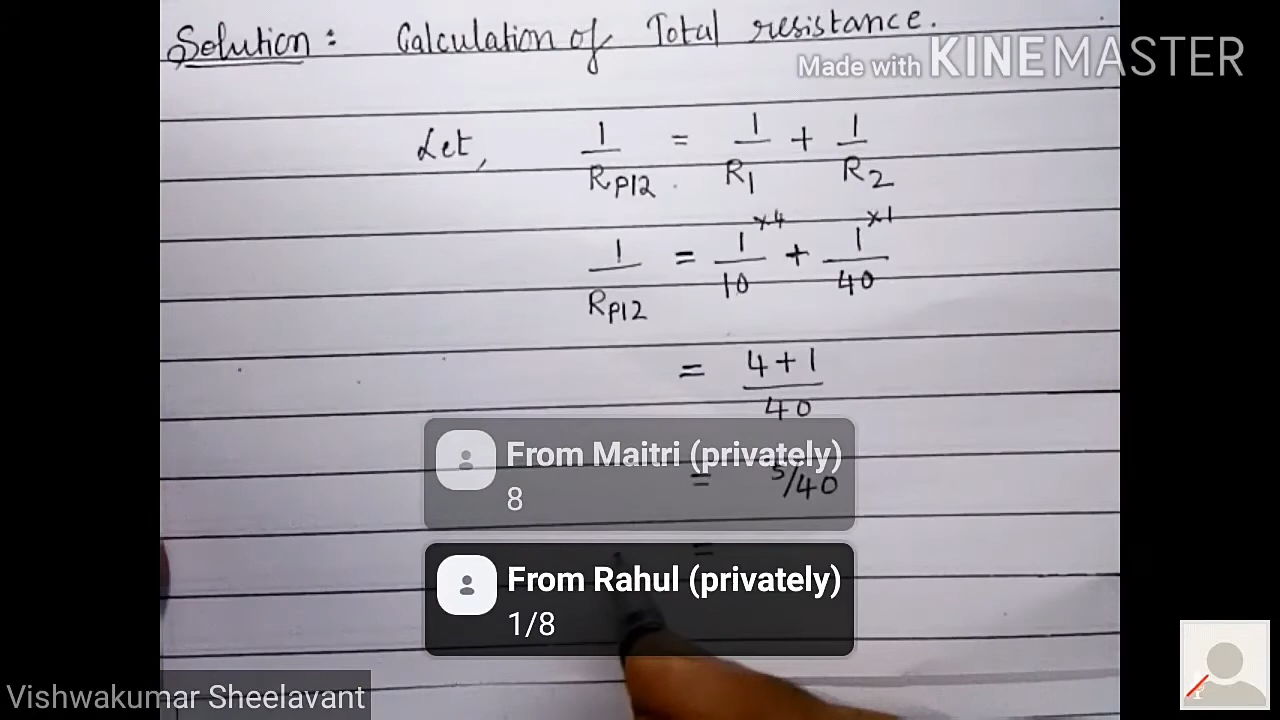 Solution: Calculation of Total resistance.
Made with KINEMASTER
Let, 1/RP12 = 1/R1 + 1/R2
1/RP12 = 1/10 ×4 + 1/40 ×1
= 4+1/40
From Maitri (privately)
8
= 5/40
=
From Rahul (privately)
1/8
Vishwakumar Sheelavant